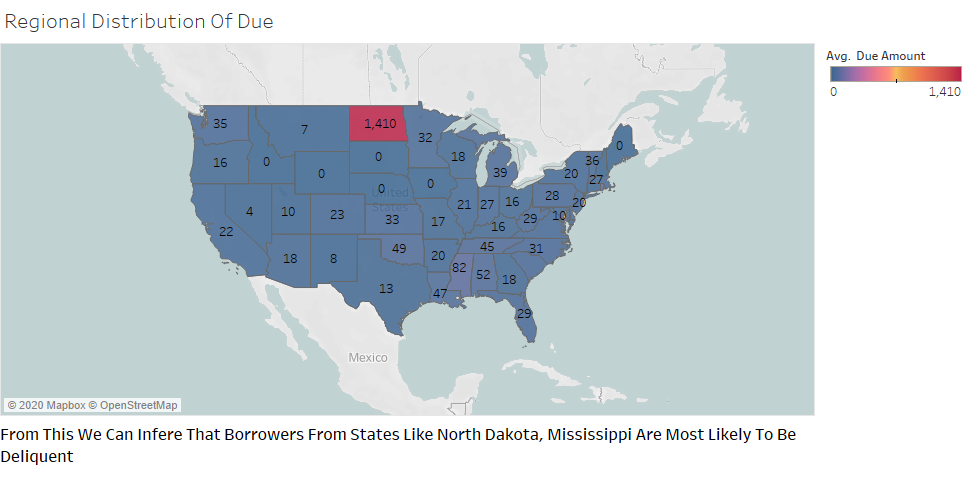 Regional Distribution Of Due
Avg. Due Amount
0 1,410
35 7 1,410 32
16 0 0 18 39 20 36 0
0 0 0 27
4 10 23 33 21 27 16 28 20
22 17 16 29 10
18 8 49 20 45 31
13 47 82 52 18
29
United
States
Mexico
© 2020 Mapbox © OpenStreetMap
From This We Can Infere That Borrowers From States Like North Dakota, Mississippi Are Most Likely To Be
Deliquent